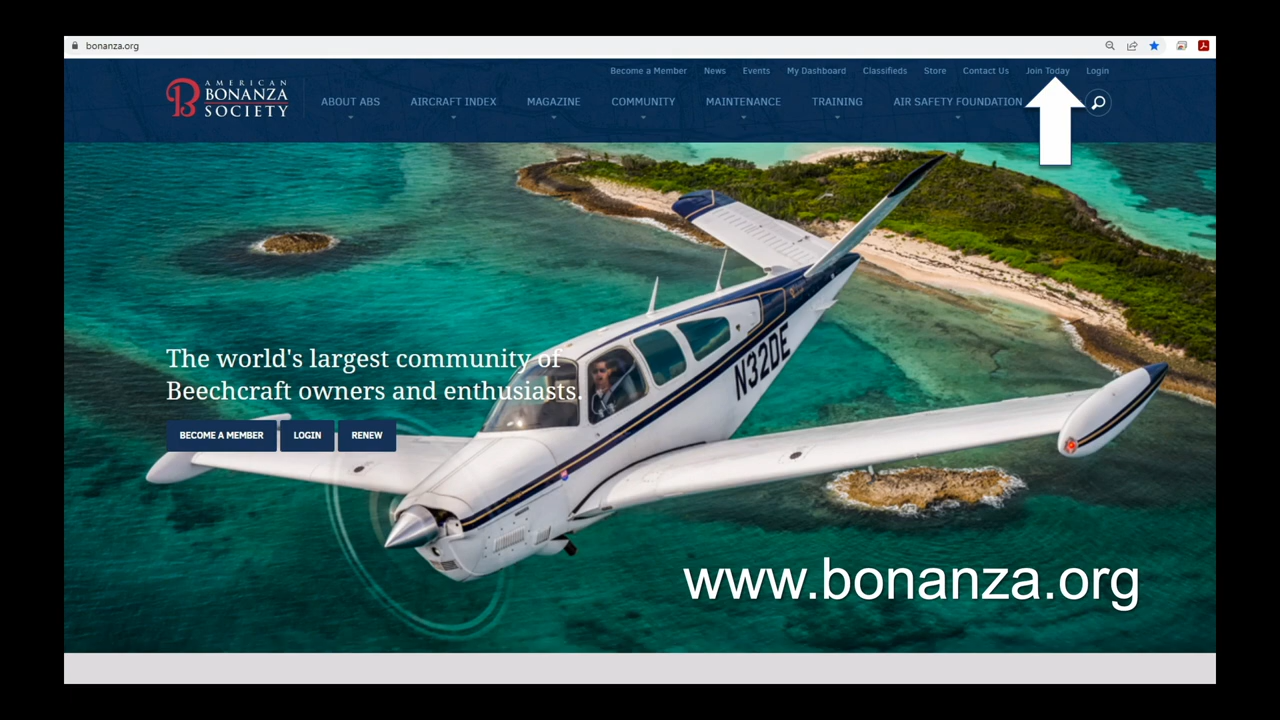 bonanza.org
Become a Member News Events My Dashboard Classifieds Store Contact Us Join Today Login
AMERICAN
BONANZA
SOCIETY
ABOUT ABS AIRCRAFT INDEX MAGAZINE COMMUNITY MAINTENANCE TRAINING AIR SAFETY FOUNDATION
The world's largest community of
Beechcraft owners and enthusiasts.
BECOME A MEMBER LOGIN RENEW
N32DE
www.bonanza.org